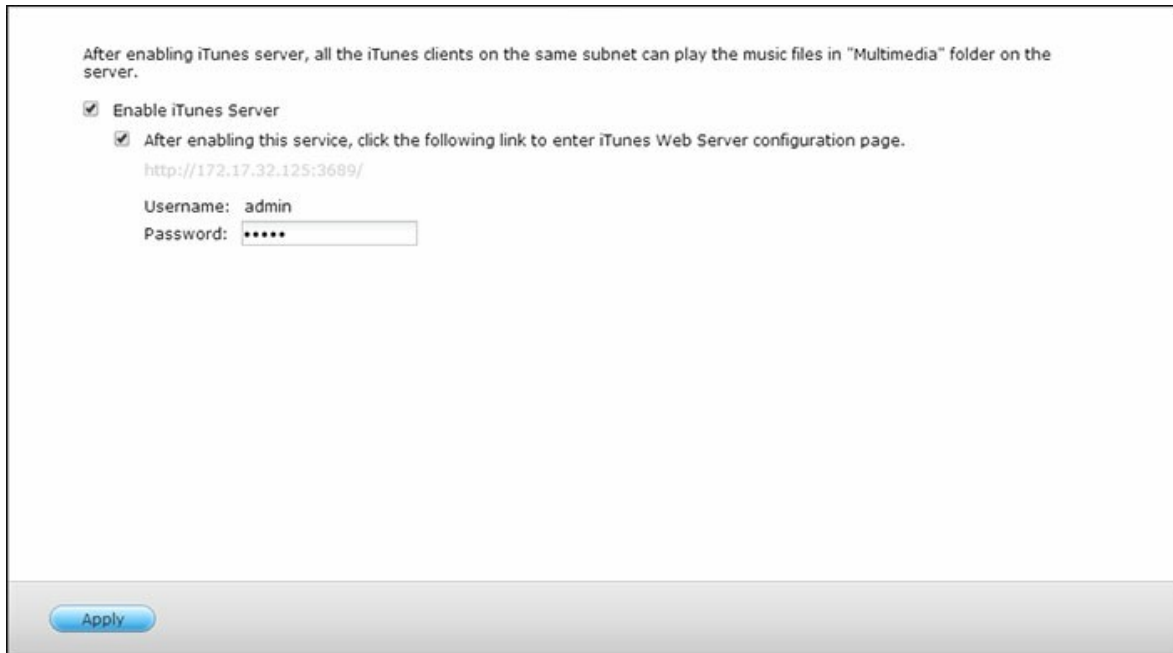 After enabling iTunes server, all the iTunes clients on the same subnet can play the music files in "Multimedia" folder on the
server.
Enable iTunes Server
After enabling this service, click the following link to enter iTunes Web Server configuration page.
http://172.17.32.125:3689/
Username: admin
Password: •••••
Apply